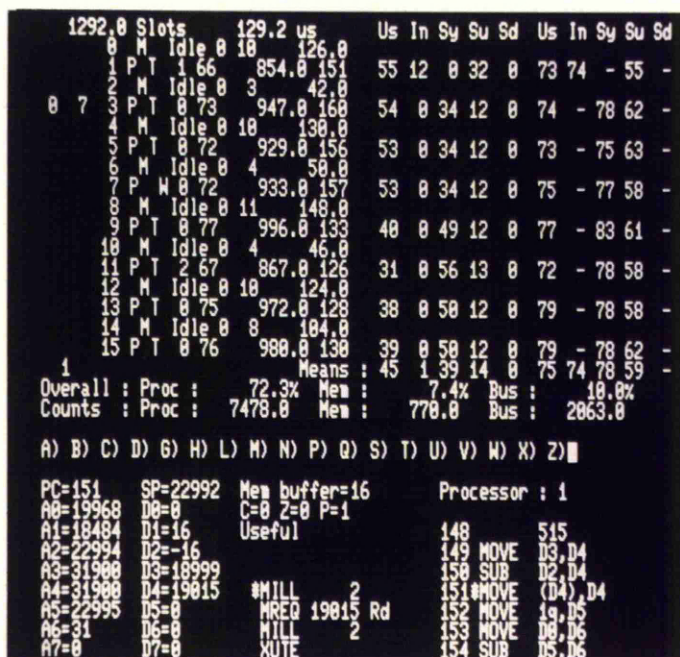 1292.0 Slots 129.2 us Us In Sy Su Sd Us In Sy Su Sd
0 M Idle 0 10 126.0
1 P T 1 66 854.0 151 55 12 0 32 0 73 74 - 55 -
2 M Idle 0 3 42.0
0 7 3 P T 0 73 947.0 160 54 0 34 12 0 74 - 78 62 -
4 M Idle 0 10 130.0
5 P T 0 72 929.0 156 53 0 34 12 0 73 - 75 63 -
6 M Idle 0 4 50.0
7 P W 0 72 933.0 157 53 0 34 12 0 75 - 77 58 -
8 M Idle 0 11 148.0
9 P T 0 77 996.0 133 40 0 49 12 0 77 - 83 61 -
10 M Idle 0 4 46.0
11 P T 2 67 867.0 126 31 0 56 13 0 72 - 78 58 -
12 M Idle 0 10 124.0
13 P T 0 75 972.0 128 38 0 50 12 0 79 - 78 58 -
14 M Idle 0 8 104.0
15 P T 0 76 980.0 130 39 0 50 12 0 79 - 78 62 -
1 Means : 45 1 39 14 0 75 74 78 59 -
Overall : Proc : 72.3% Mem : 7.4% Bus : 10.0%
Counts : Proc : 7478.0 Mem : 770.0 Bus : 2063.0
A) B) C) D) G) H) L) M) N) P) Q) S) T) U) V) W) X) Z)
PC=151 SP=22992 Mem buffer=16 Processor : 1
A0=19968 D0=0 C=0 Z=0 P=1
A1=18484 D1=16 Useful 148 515
A2=22994 D2=-16 149 MOVE D3,D4
A3=31900 D3=18999 150 SUB D2,D4
A4=31900 D4=19015 *MILL 2 151*MOVE (D4),D4
A5=22995 D5=0 MREQ 19015 Rd 152 MOVE 1q,D5
A6=31 D6=0 MILL 2 153 MOVE D0,D6
A7=0 D7=0 XUTE 154 SUB D5,D6